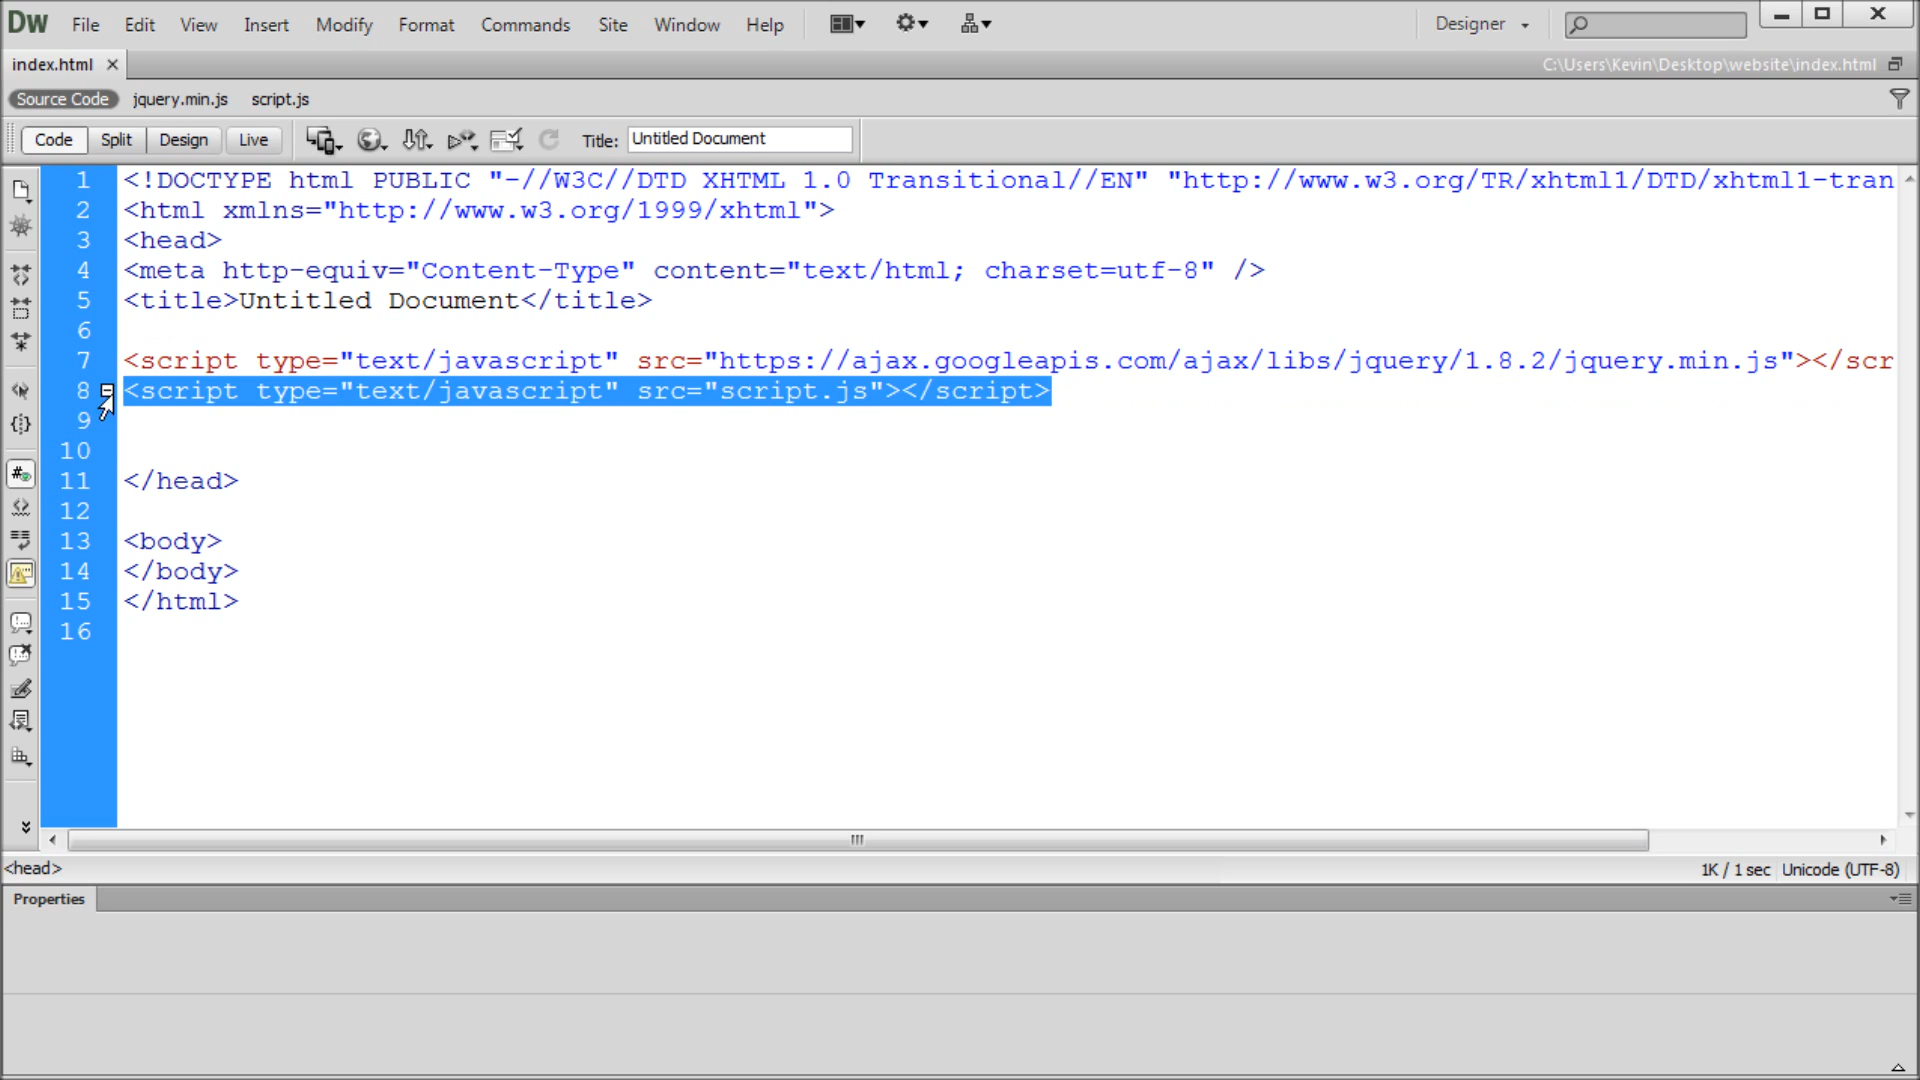 DW File Edit View Insert Modify Format Commands Site Window Help Designer
index.html C:\Users\Kevin\Desktop\website\index.html
Source Code jquery.min.js script.js
Code Split Design Live Title: Untitled Document
1 <!DOCTYPE html PUBLIC "-//W3C//DTD XHTML 1.0 Transitional//EN" "http://www.w3.org/TR/xhtml1/DTD/xhtml1-tran
2 <html xmlns="http://www.w3.org/1999/xhtml">
3 <head>
4 <meta http-equiv="Content-Type" content="text/html; charset=utf-8" />
5 <title>Untitled Document</title>
6
7 <script type="text/javascript" src="https://ajax.googleapis.com/ajax/libs/jquery/1.8.2/jquery.min.js"></scr
8 <script type="text/javascript" src="script.js"></script>
9
10
11 </head>
12
13 <body>
14 </body>
15 </html>
16
<head> 1K / 1 sec Unicode (UTF-8)
Properties